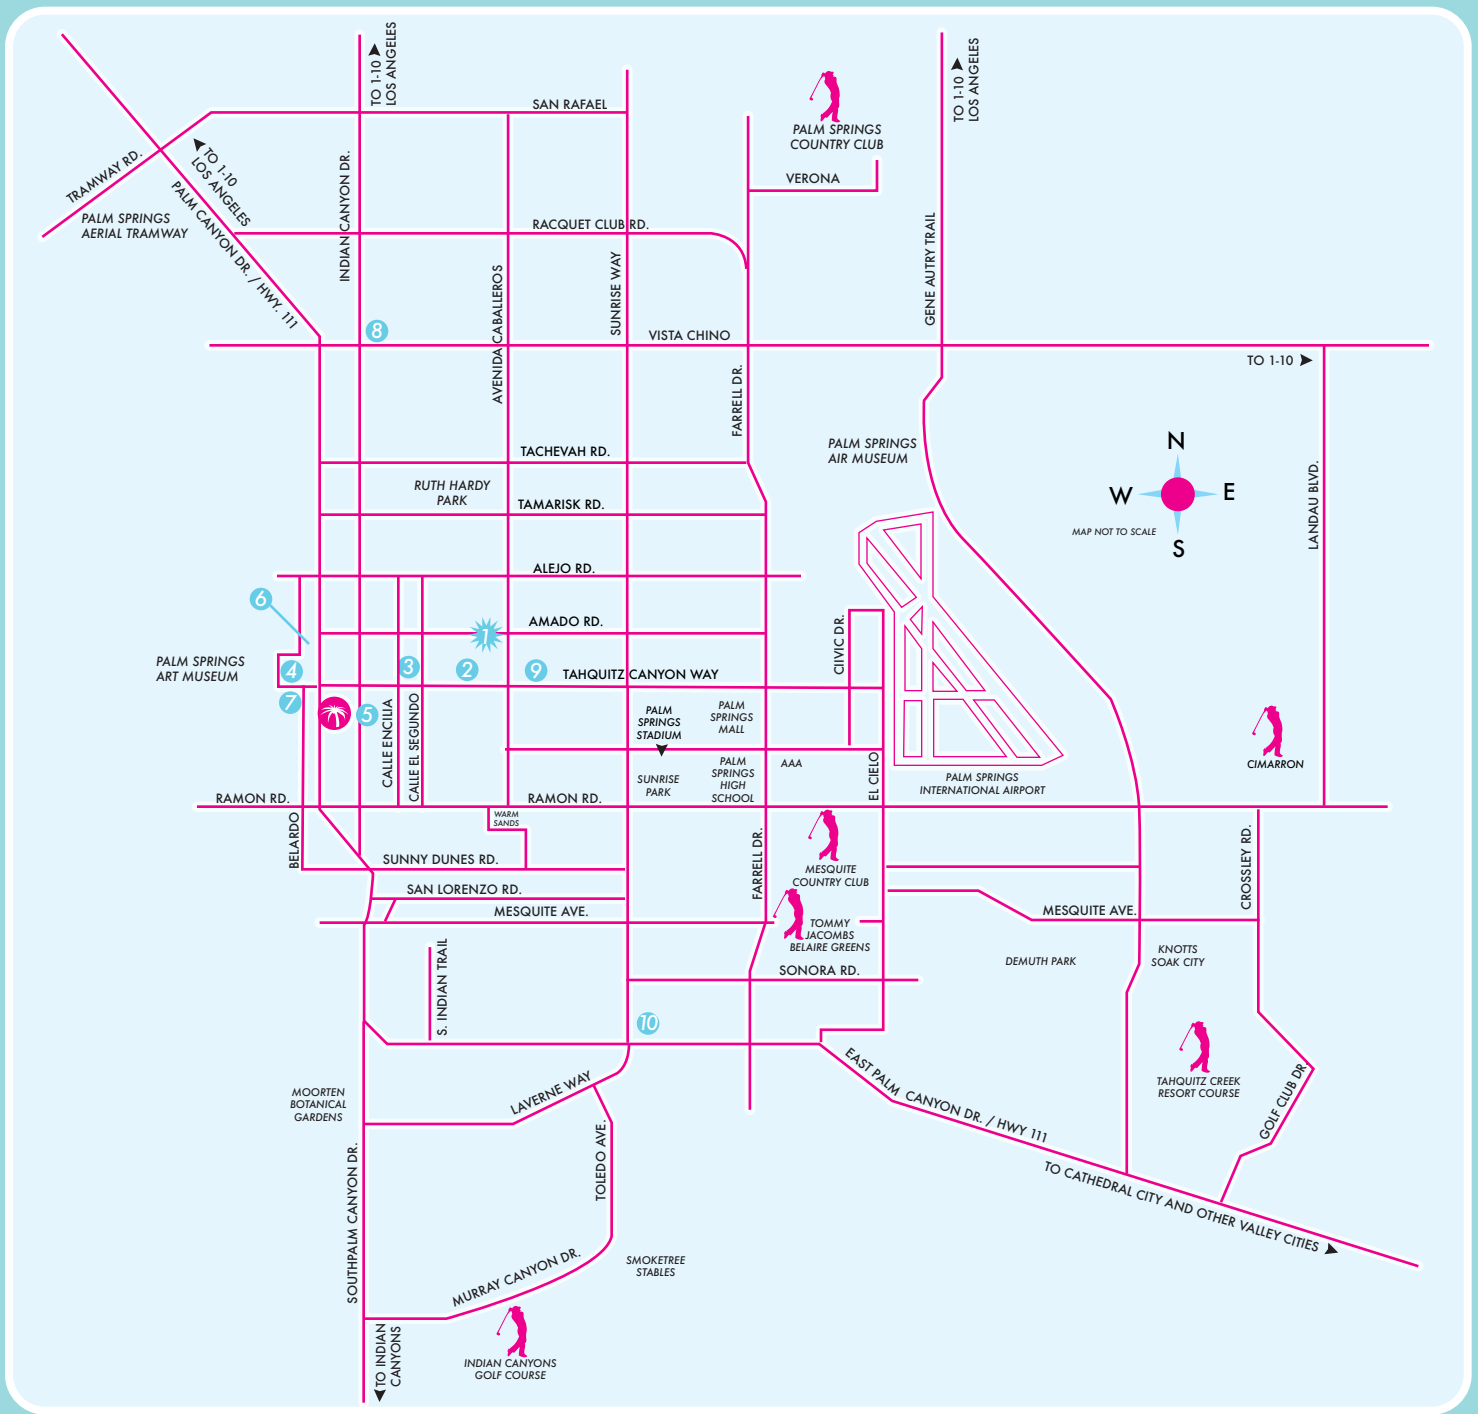 TO 1-10
LOS ANGELES
TO 1-10
LOS ANGELES
SAN RAFAEL
PALM SPRINGS
COUNTRY CLUB
TRAMWAY RD.
TO 1-10
LOS ANGELES
INDIAN CANYON DR.
VERONA
PALM SPRINGS
AERIAL TRAMWAY
PALM CANYON DR. / HWY. 111
RACQUET CLUB RD.
AVENIDA CABALLEROS
SUNRISE WAY
GENE AUTRY TRAIL
8
VISTA CHINO
TO 1-10
FARRELL DR.
PALM SPRINGS
AIR MUSEUM
N
W
E
S
MAP NOT TO SCALE
LANDAU BLVD.
TACHEVAH RD.
RUTH HARDY
PARK
TAMARISK RD.
ALEJO RD.
6
1
AMADO RD.
CIIVIC DR.
PALM SPRINGS
ART MUSEUM
4
3
2
9
TAHQUITZ CANYON WAY
7
5
CALLE ENCILIA
CALLE EL SEGUNDO
PALM
SPRINGS
STADIUM
PALM
SPRINGS
MALL
SUNRISE
PARK
PALM
SPRINGS
HIGH
SCHOOL
AAA
EL CIELO
PALM SPRINGS
INTERNATIONAL AIRPORT
CIMARRON
RAMON RD.
RAMON RD.
BELARDO
WARM
SANDS
FARRELL DR.
MESQUITE
COUNTRY CLUB
CROSSLEY RD.
SUNNY DUNES RD.
SAN LORENZO RD.
MESQUITE AVE.
MESQUITE AVE.
TOMMY
JACOMBS
BELAIRE GREENS
S. INDIAN TRAIL
SONORA RD.
DEMUTH PARK
KNOTTS
SOAK CITY
10
EAST PALM CANYON DR. / HWY 111
TAHQUITZ CREEK
RESORT COURSE
GOLF CLUB DR.
MOORTEN
BOTANICAL
GARDENS
LAVERNE WAY
TOLEDO AVE.
SOUTHPALM CANYON DR.
TO CATHEDRAL CITY AND OTHER VALLEY CITIES
MURRAY CANYON DR.
SMOKETREE
STABLES
TO INDIAN
CANYONS
INDIAN CANYONS
GOLF COURSE